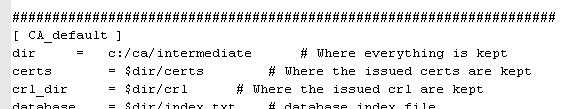 ####################################################################
[ CA_default ]
dir = c:/ca/intermediate # Where everything is kept
certs = $dir/certs # Where the issued certs are kept
crl_dir = $dir/crl # Where the issued crl are kept
database = $dir/index.txt # database index file